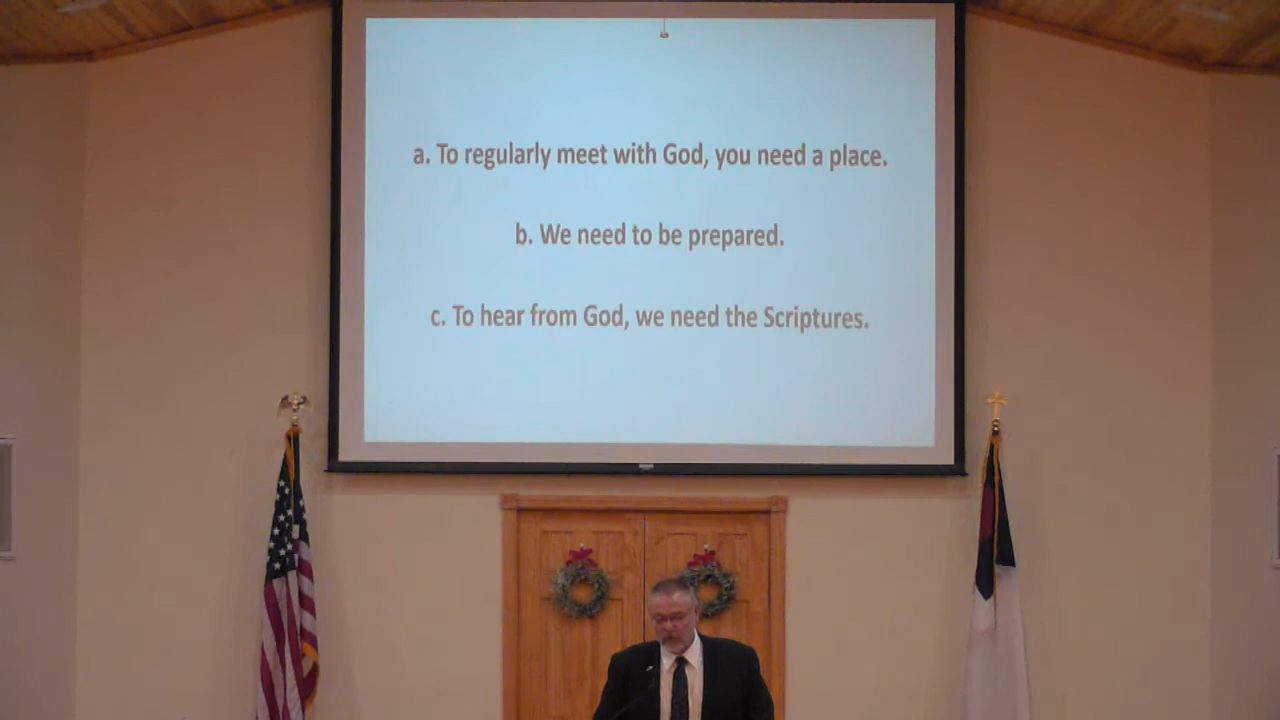 a. To regularly meet with God, you need a place.
b. We need to be prepared.
c. To hear from God, we need the Scriptures.